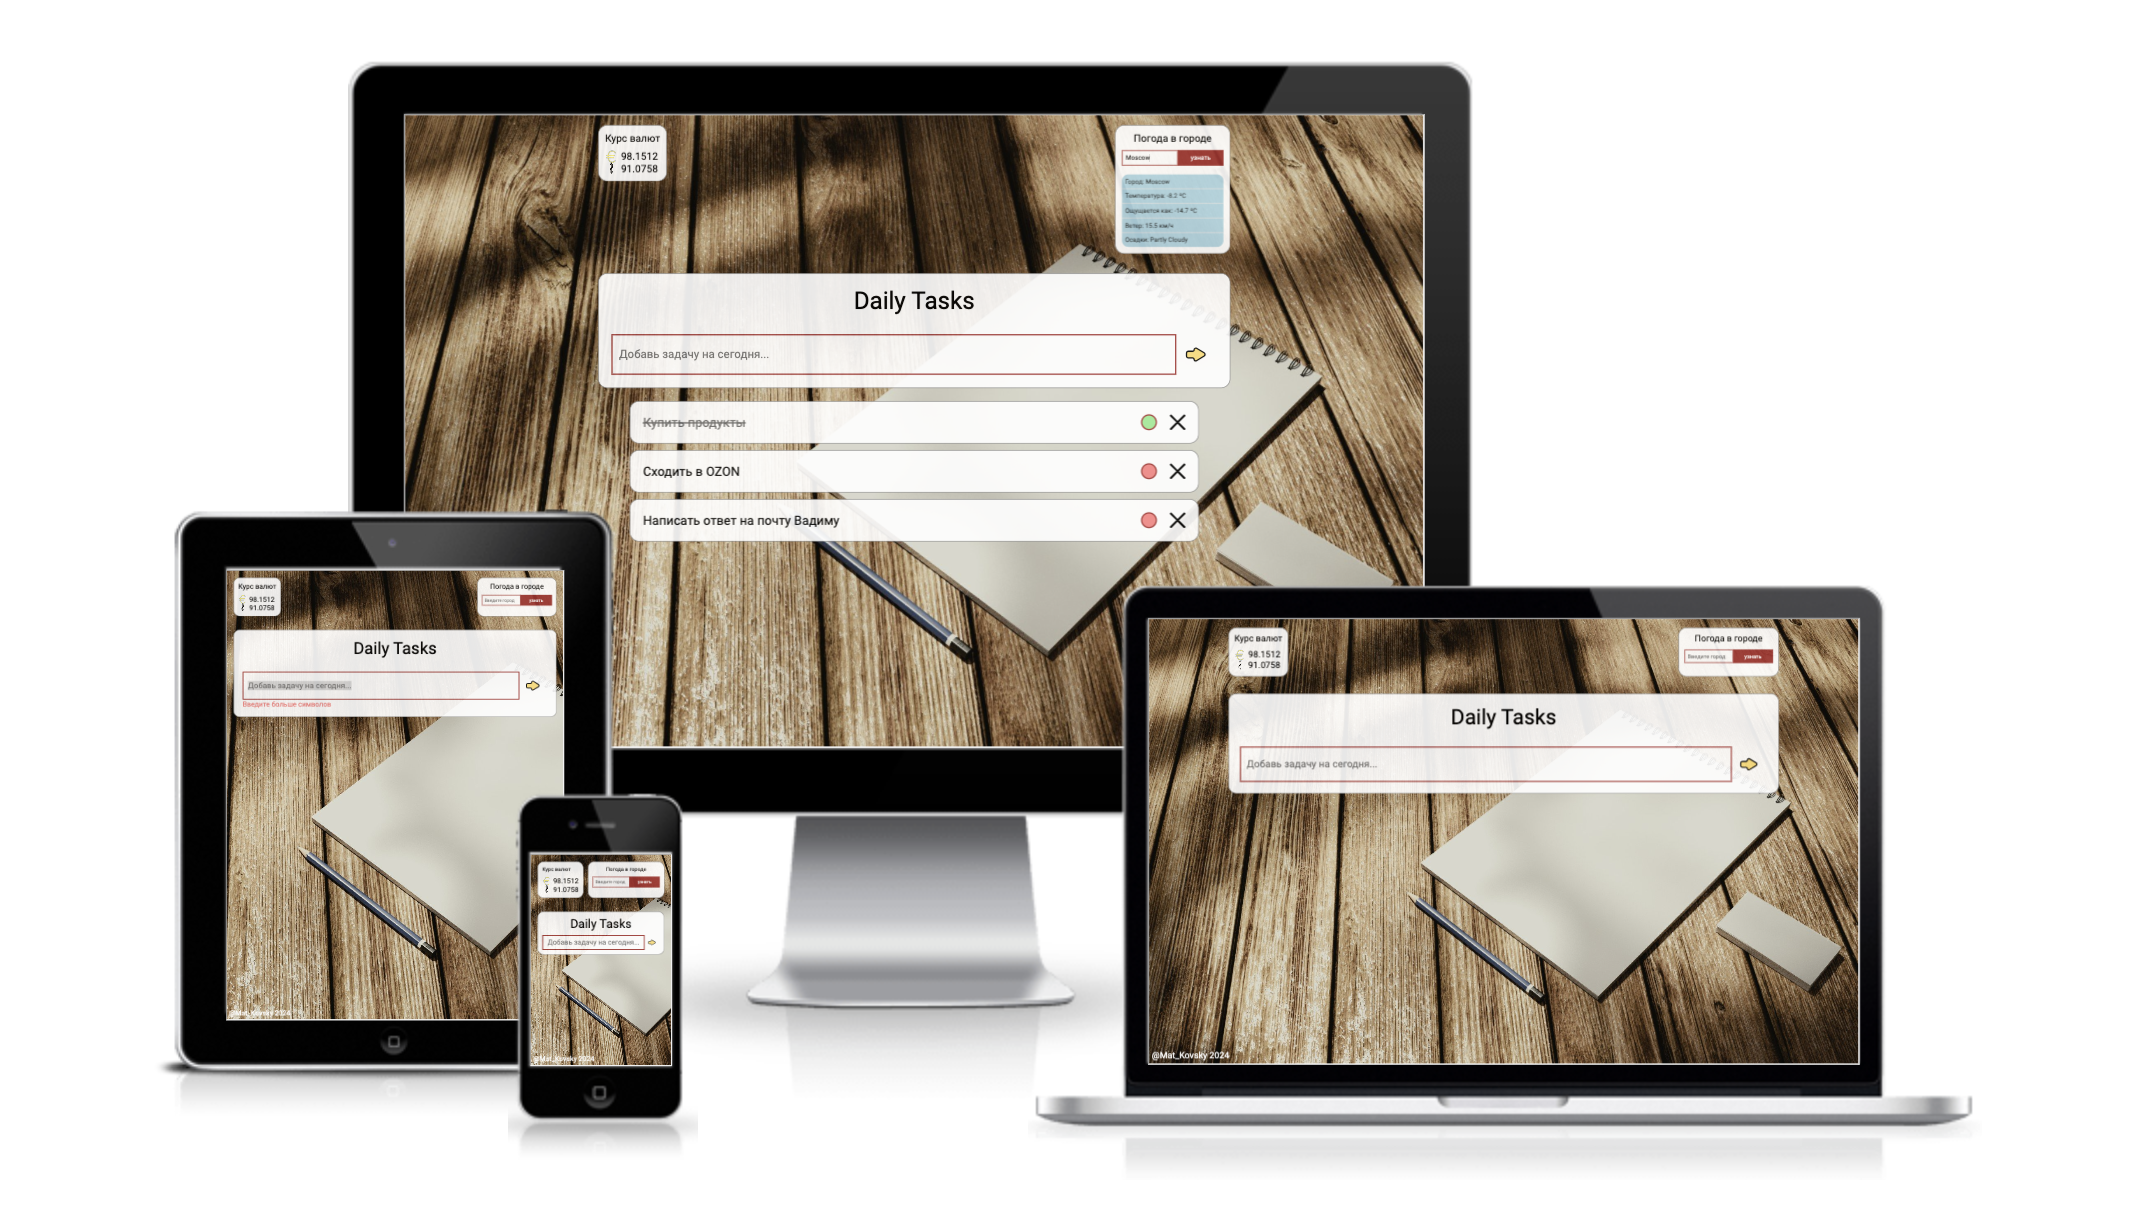 Курс валют
98.1512
91.0758
Погода в городе
Moscow
узнать
Город: Moscow
Температура: -8.2 °C
Ощущается как: -14.7 °C
Ветер: 15.5 км/ч
Осадки: Partly Cloudy
Daily Tasks
Добавь задачу на сегодня...
Купить продукты
Сходить в OZON
Написать ответ на почту Вадиму
Курс валют
98.1512
91.0758
Погода в городе
Введите город
узнать
Daily Tasks
Добавь задачу на сегодня...
Введите больше символов
@Mat_Kovsky 2024
Курс валют
98.1512
91.0758
Погода в городе
Введите город
узнать
Daily Tasks
Добавь задачу на сегодня...
@Mat_Kovsky 2024
Курс валют
98.1512
91.0758
Погода в городе
Введите город
узнать
Daily Tasks
Добавь задачу на сегодня...
@Mat_Kovsky 2024